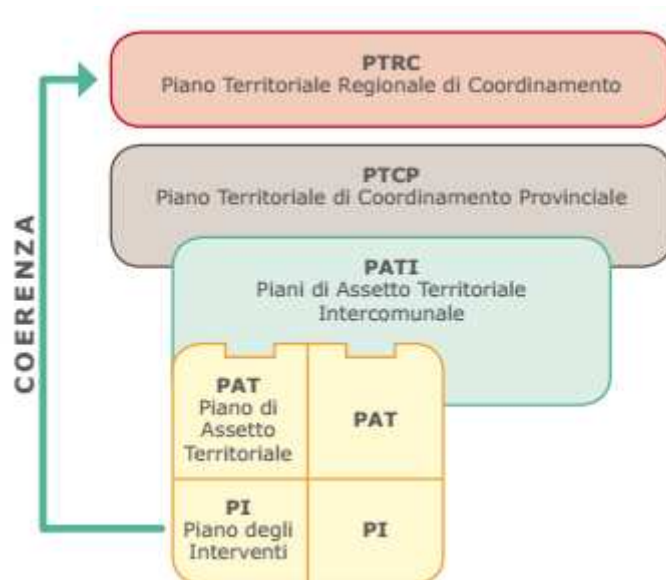 PTRC
Piano Territoriale Regionale di Coordinamento
PTCP
Piano Territoriale di Coordinamento Provinciale
PATI
Piani di Assetto Territoriale
Intercomunale
PAT
Piano di
Assetto
Territoriale
PAT
PI
Piano degli
Interventi
PI
COERENZA